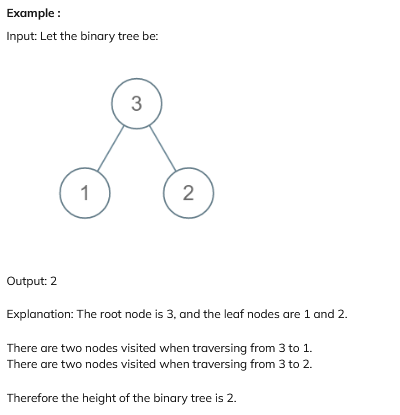 Example :
Input: Let the binary tree be:
3
1
2
Output: 2
Explanation: The root node is 3, and the leaf nodes are 1 and 2.
There are two nodes visited when traversing from 3 to 1.
There are two nodes visited when traversing from 3 to 2.
Therefore the height of the binary tree is 2.